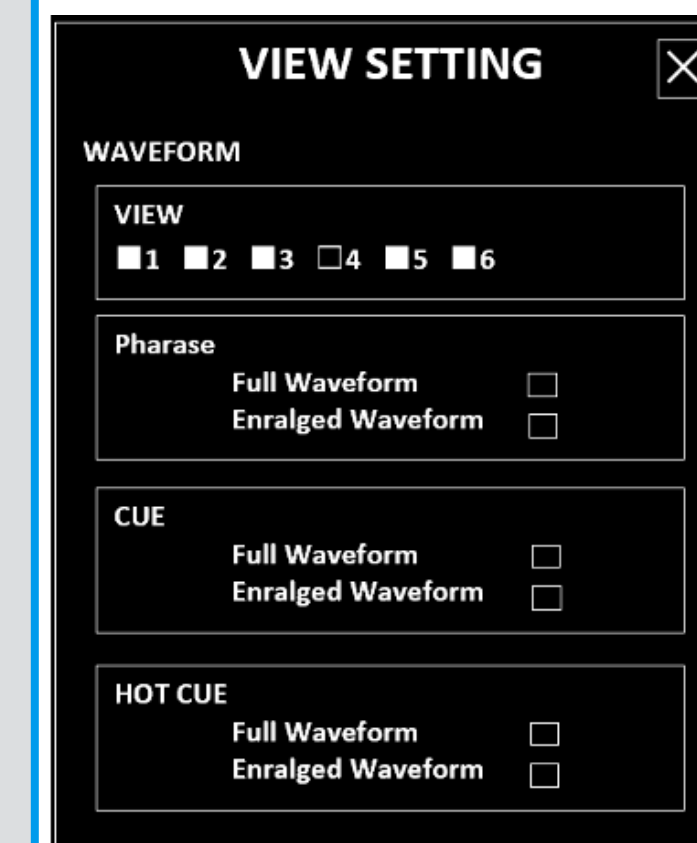 VIEW SETTING
WAVEFORM
VIEW
1 2 3 4 5 6
Pharase
Full Waveform
Enralged Waveform
CUE
Full Waveform
Enralged Waveform
HOT CUE
Full Waveform
Enralged Waveform